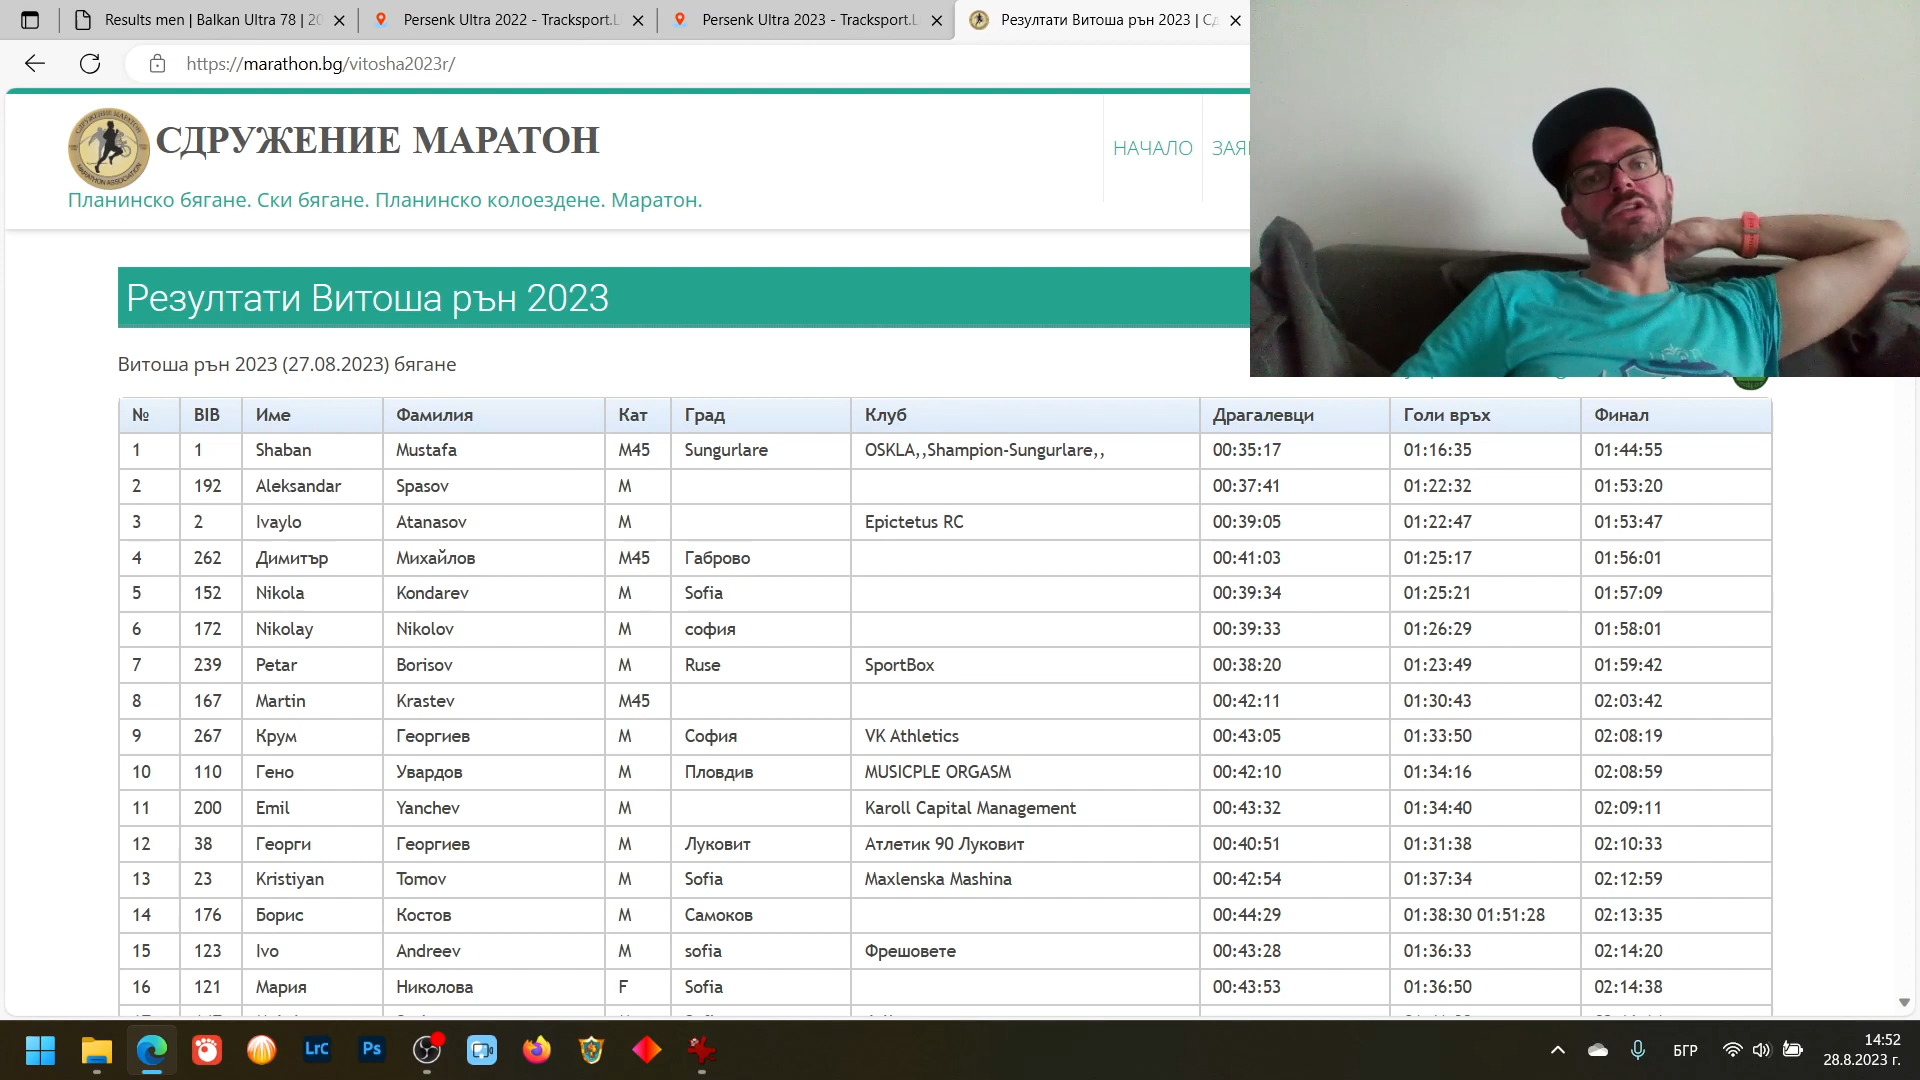 Results men | Balkan Ultra 78 | 20
Persenk Ultra 2022 - Tracksport.L
Persenk Ultra 2023 - Tracksport.L
Резултати Витоша рън 2023 | Сд
https://marathon.bg/vitosha2023r/
СДРУЖЕНИЕ МАРАТОН
НАЧАЛО ЗАЯ
Планинско бягане. Ски бягане. Планинско колоездене. Маратон.
Резултати Витоша рън 2023
Витоша рън 2023 (27.08.2023) бягане
№ BIB Име Фамилия Кат Град Клуб Драгалевци Голи връх Финал
1 1 Shaban Mustafa M45 Sungurlare OSKLA,,Shampion-Sungurlare,, 00:35:17 01:16:35 01:44:55
2 192 Aleksandar Spasov M 00:37:41 01:22:32 01:53:20
3 2 Ivaylo Atanasov M Epictetus RC 00:39:05 01:22:47 01:53:47
4 262 Димитър Михайлов M45 Габрово 00:41:03 01:25:17 01:56:01
5 152 Nikola Kondarev M Sofia 00:39:34 01:25:21 01:57:09
6 172 Nikolay Nikolov M софия 00:39:33 01:26:29 01:58:01
7 239 Petar Borisov M Ruse SportBox 00:38:20 01:23:49 01:59:42
8 167 Martin Krastev M45 00:42:11 01:30:43 02:03:42
9 267 Крум Георгиев M София VK Athletics 00:43:05 01:33:50 02:08:19
10 110 Гено Увардов M Пловдив MUSICPLE ORGASM 00:42:10 01:34:16 02:08:59
11 200 Emil Yanchev M Karoll Capital Management 00:43:32 01:34:40 02:09:11
12 38 Георги Георгиев M Луковит Атлетик 90 Луковит 00:40:51 01:31:38 02:10:33
13 23 Kristiyan Tomov M Sofia Maxlenska Mashina 00:42:54 01:37:34 02:12:59
14 176 Борис Костов M Самоков 00:44:29 01:38:30 01:51:28 02:13:35
15 123 Ivo Andreev M sofia Фрешовете 00:43:28 01:36:33 02:14:20
16 121 Мария Николова F Sofia 00:43:53 01:36:50 02:14:38
LrC Ps
БГР
14:52
28.8.2023 г.